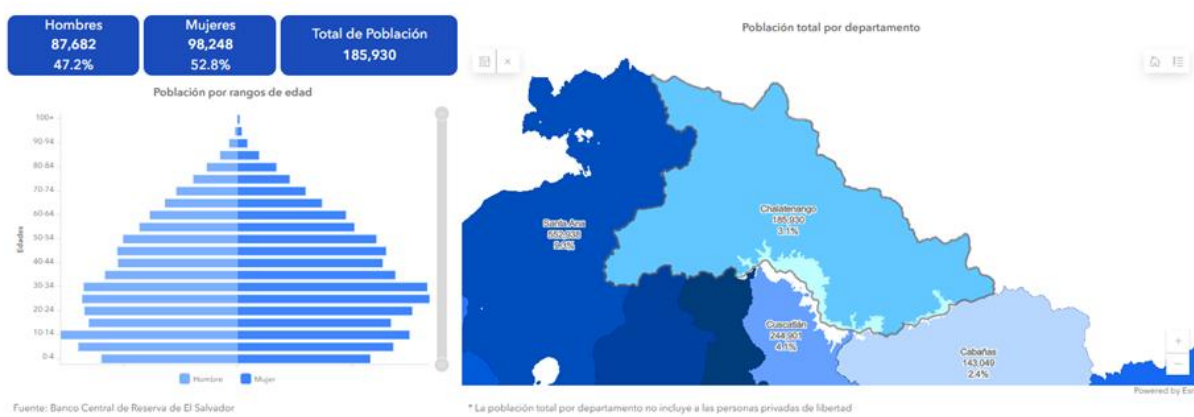 Hombres
87,682
47.2%
Mujeres
98,248
52.8%
Total de Población
185,930
Población por rangos de edad
100+
90-94
80-84
70-74
60-64
50-54
40-44
30-34
20-24
10-14
0-4
Edades
Hombre
Mujer
Fuente: Banco Central de Reserva de El Salvador
Población total por departamento
Santa Ana
552,938
9.3%
Chalatenango
185,930
3.1%
Cuscatlán
244,901
4.1%
Cabañas
143,049
2.4%
Powered by Esri
* La población total por departamento no incluye a las personas privadas de libertad